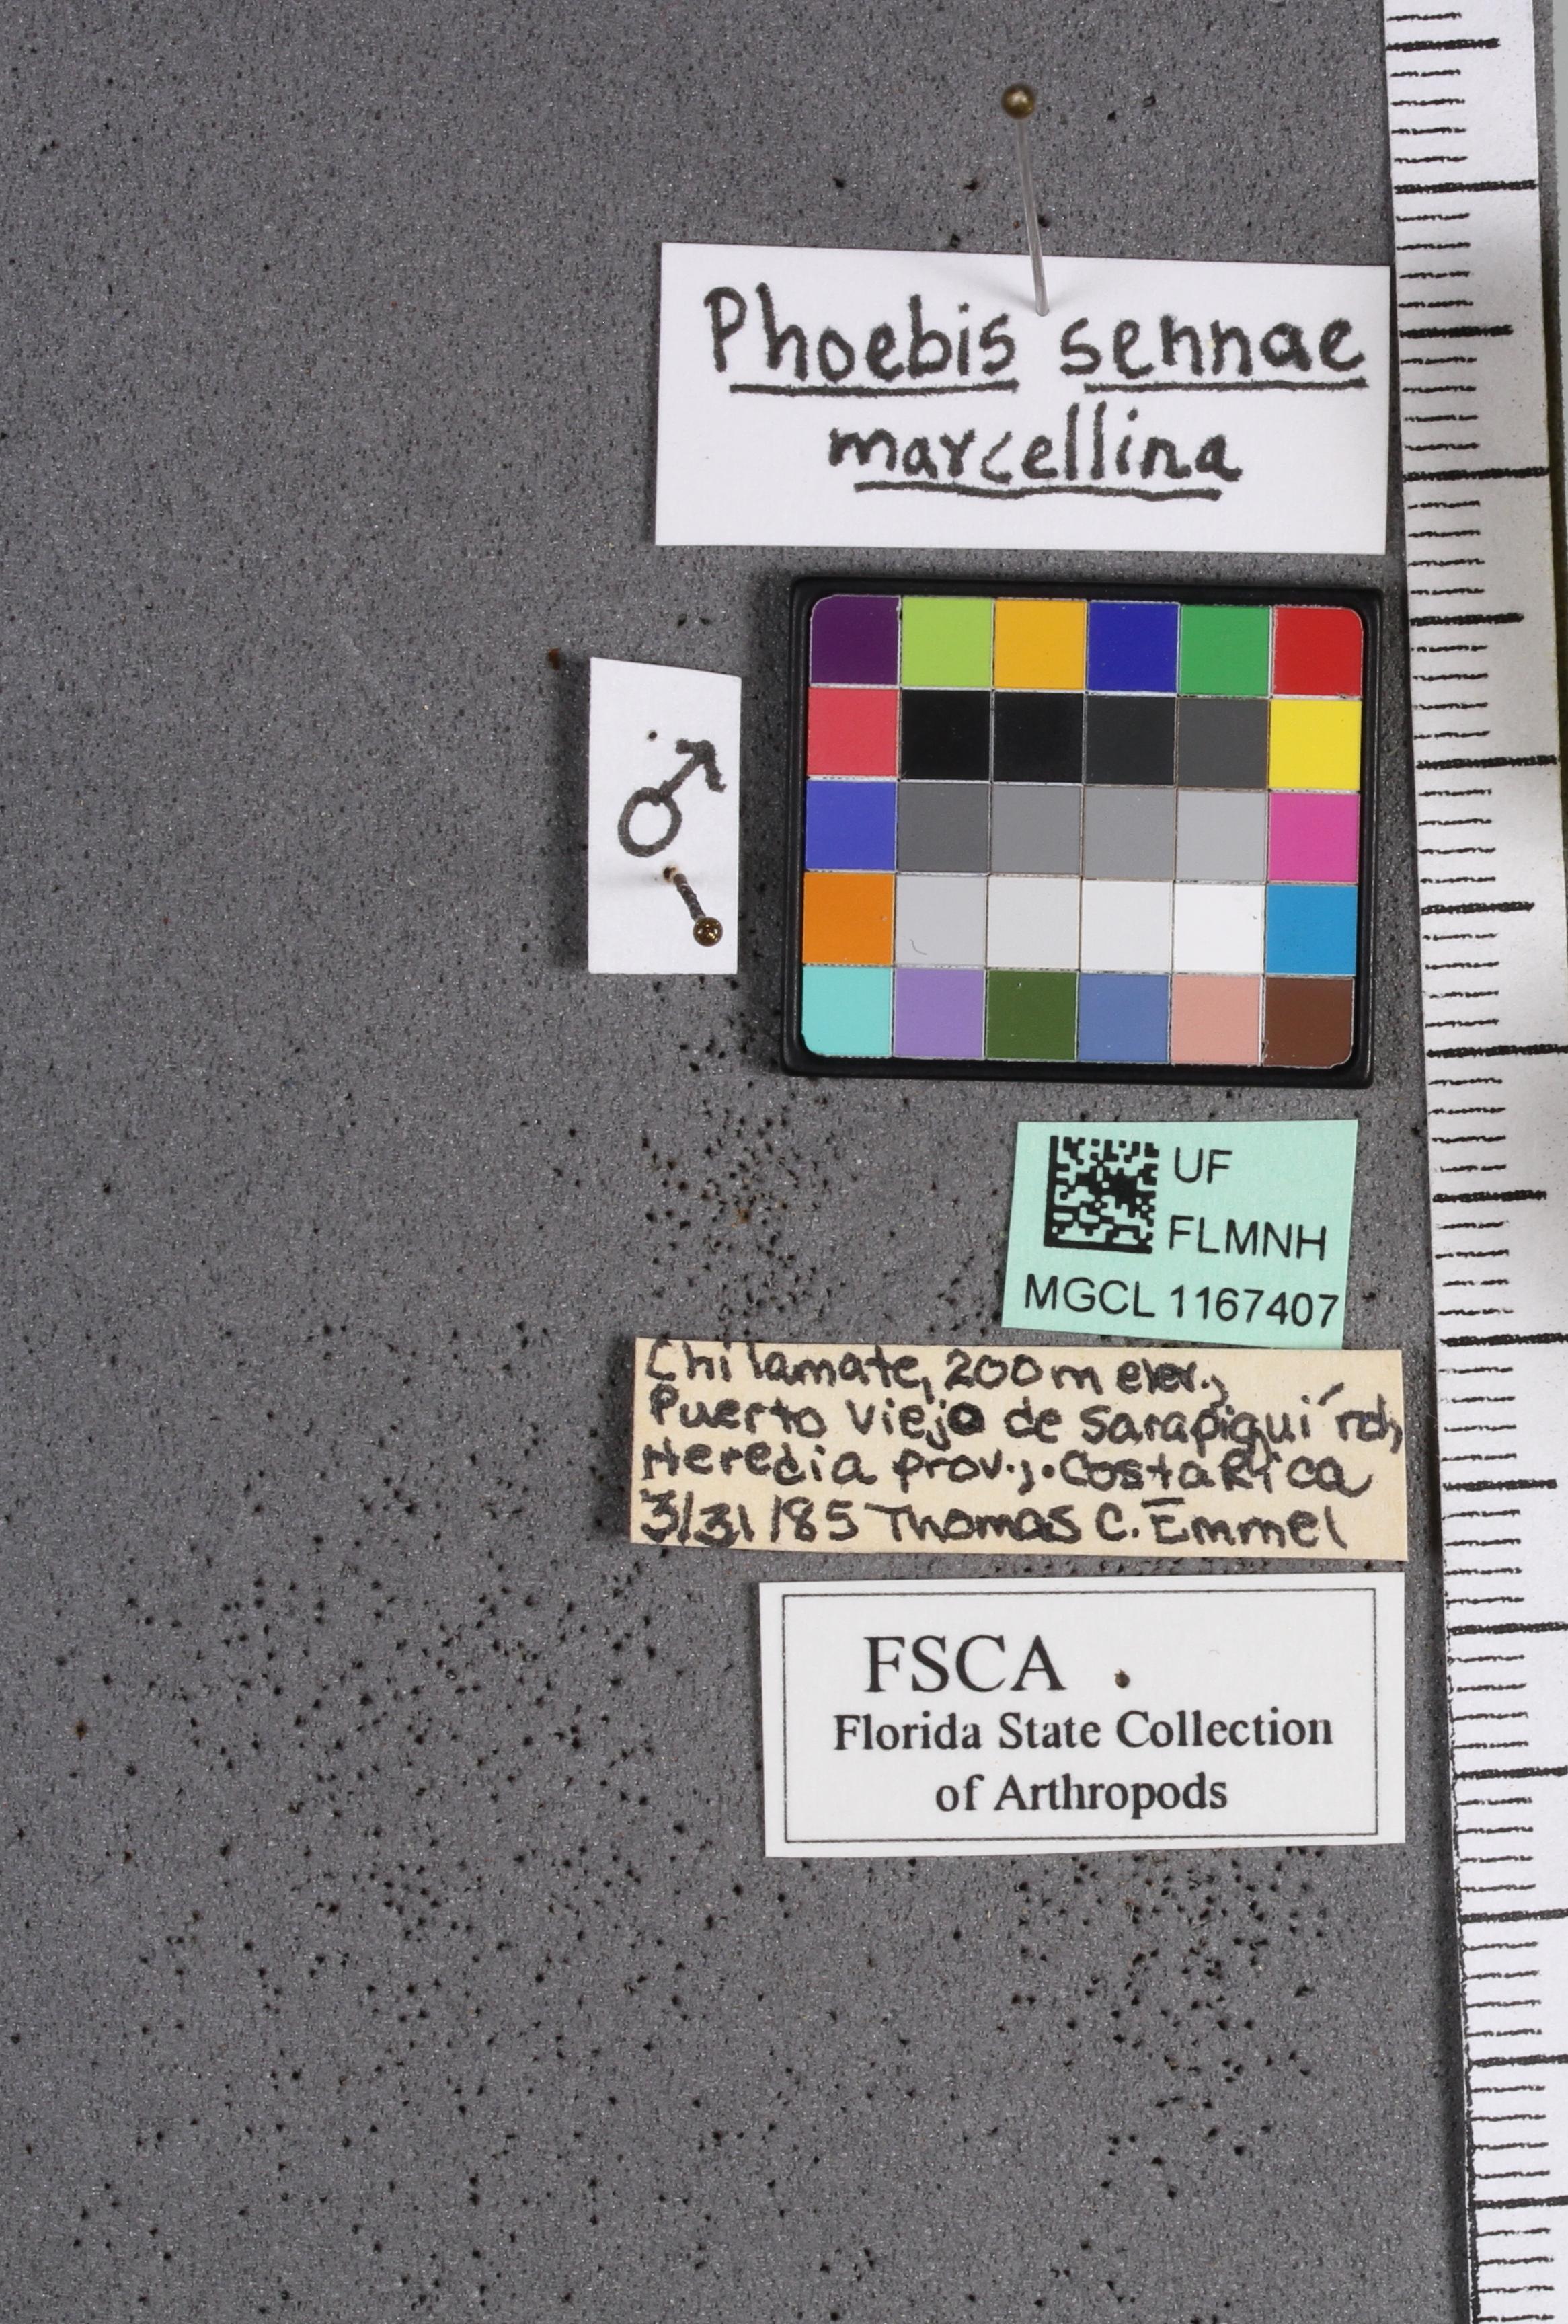 Phoebis sennae
marcellina
♂
UF
FLMNH
MGCL 1167407
Chilamate, 200m elev.,
Puerto Viejo de Sarapiquí rd,
Heredia prov., Costa Rica
3/31/85 Thomas C. Emmel
FSCA
Florida State Collection
of Arthropods